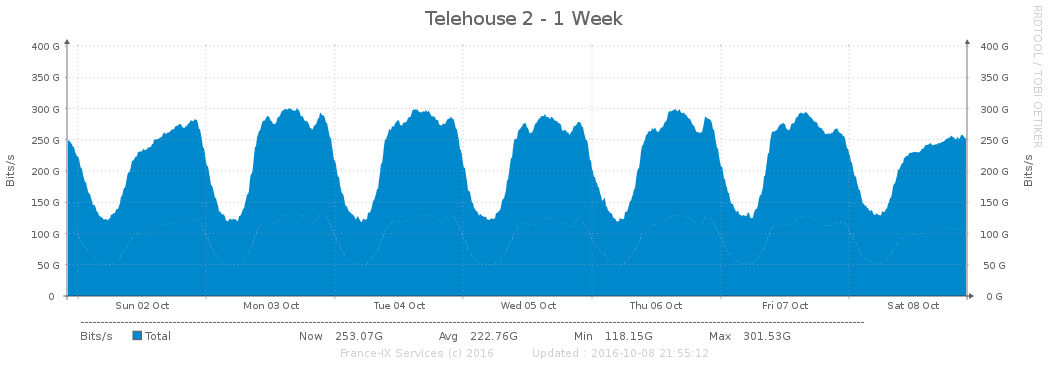 Telehouse 2 - 1 Week
RRDTOOL / TOBI OETIKER
400 G 400 G
350 G 350 G
300 G 300 G
250 G 250 G
200 G 200 G
150 G 150 G
100 G 100 G
50 G 50 G
0 0 G
Bits/s
Bits/s
Sun 02 Oct Mon 03 Oct Tue 04 Oct Wed 05 Oct Thu 06 Oct Fri 07 Oct Sat 08 Oct
Bits/s Total Now 253.07G Avg 222.76G Min 118.15G Max 301.53G
France-IX Services (c) 2016 Updated : 2016-10-08 21:55:12